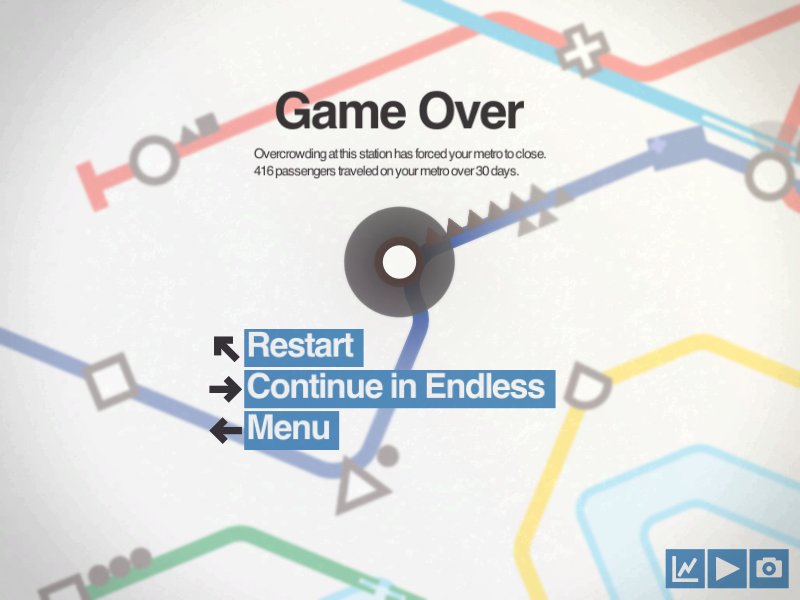 Game Over
Overcrowding at this station has forced your metro to close.
416 passengers traveled on your metro over 30 days.
Restart
Continue in Endless
Menu